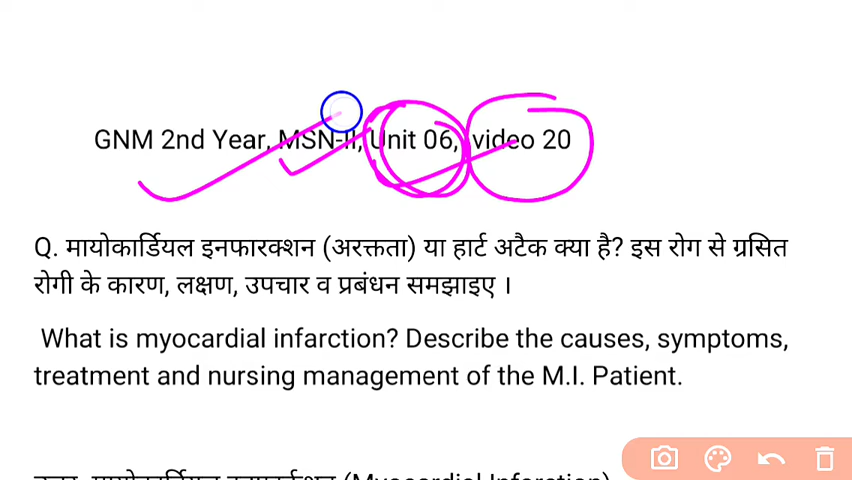 GNM 2nd Year, MSN-II, Unit 06, video 20
Q. मायोकार्डियल इनफारक्शन (अरक्तता) या हार्ट अटैक क्या है? इस रोग से ग्रसित
रोगी के कारण, लक्षण, उपचार व प्रबंधन समझाइए ।
What is myocardial infarction? Describe the causes, symptoms,
treatment and nursing management of the M.I. Patient.
(Myocardial Infarction)